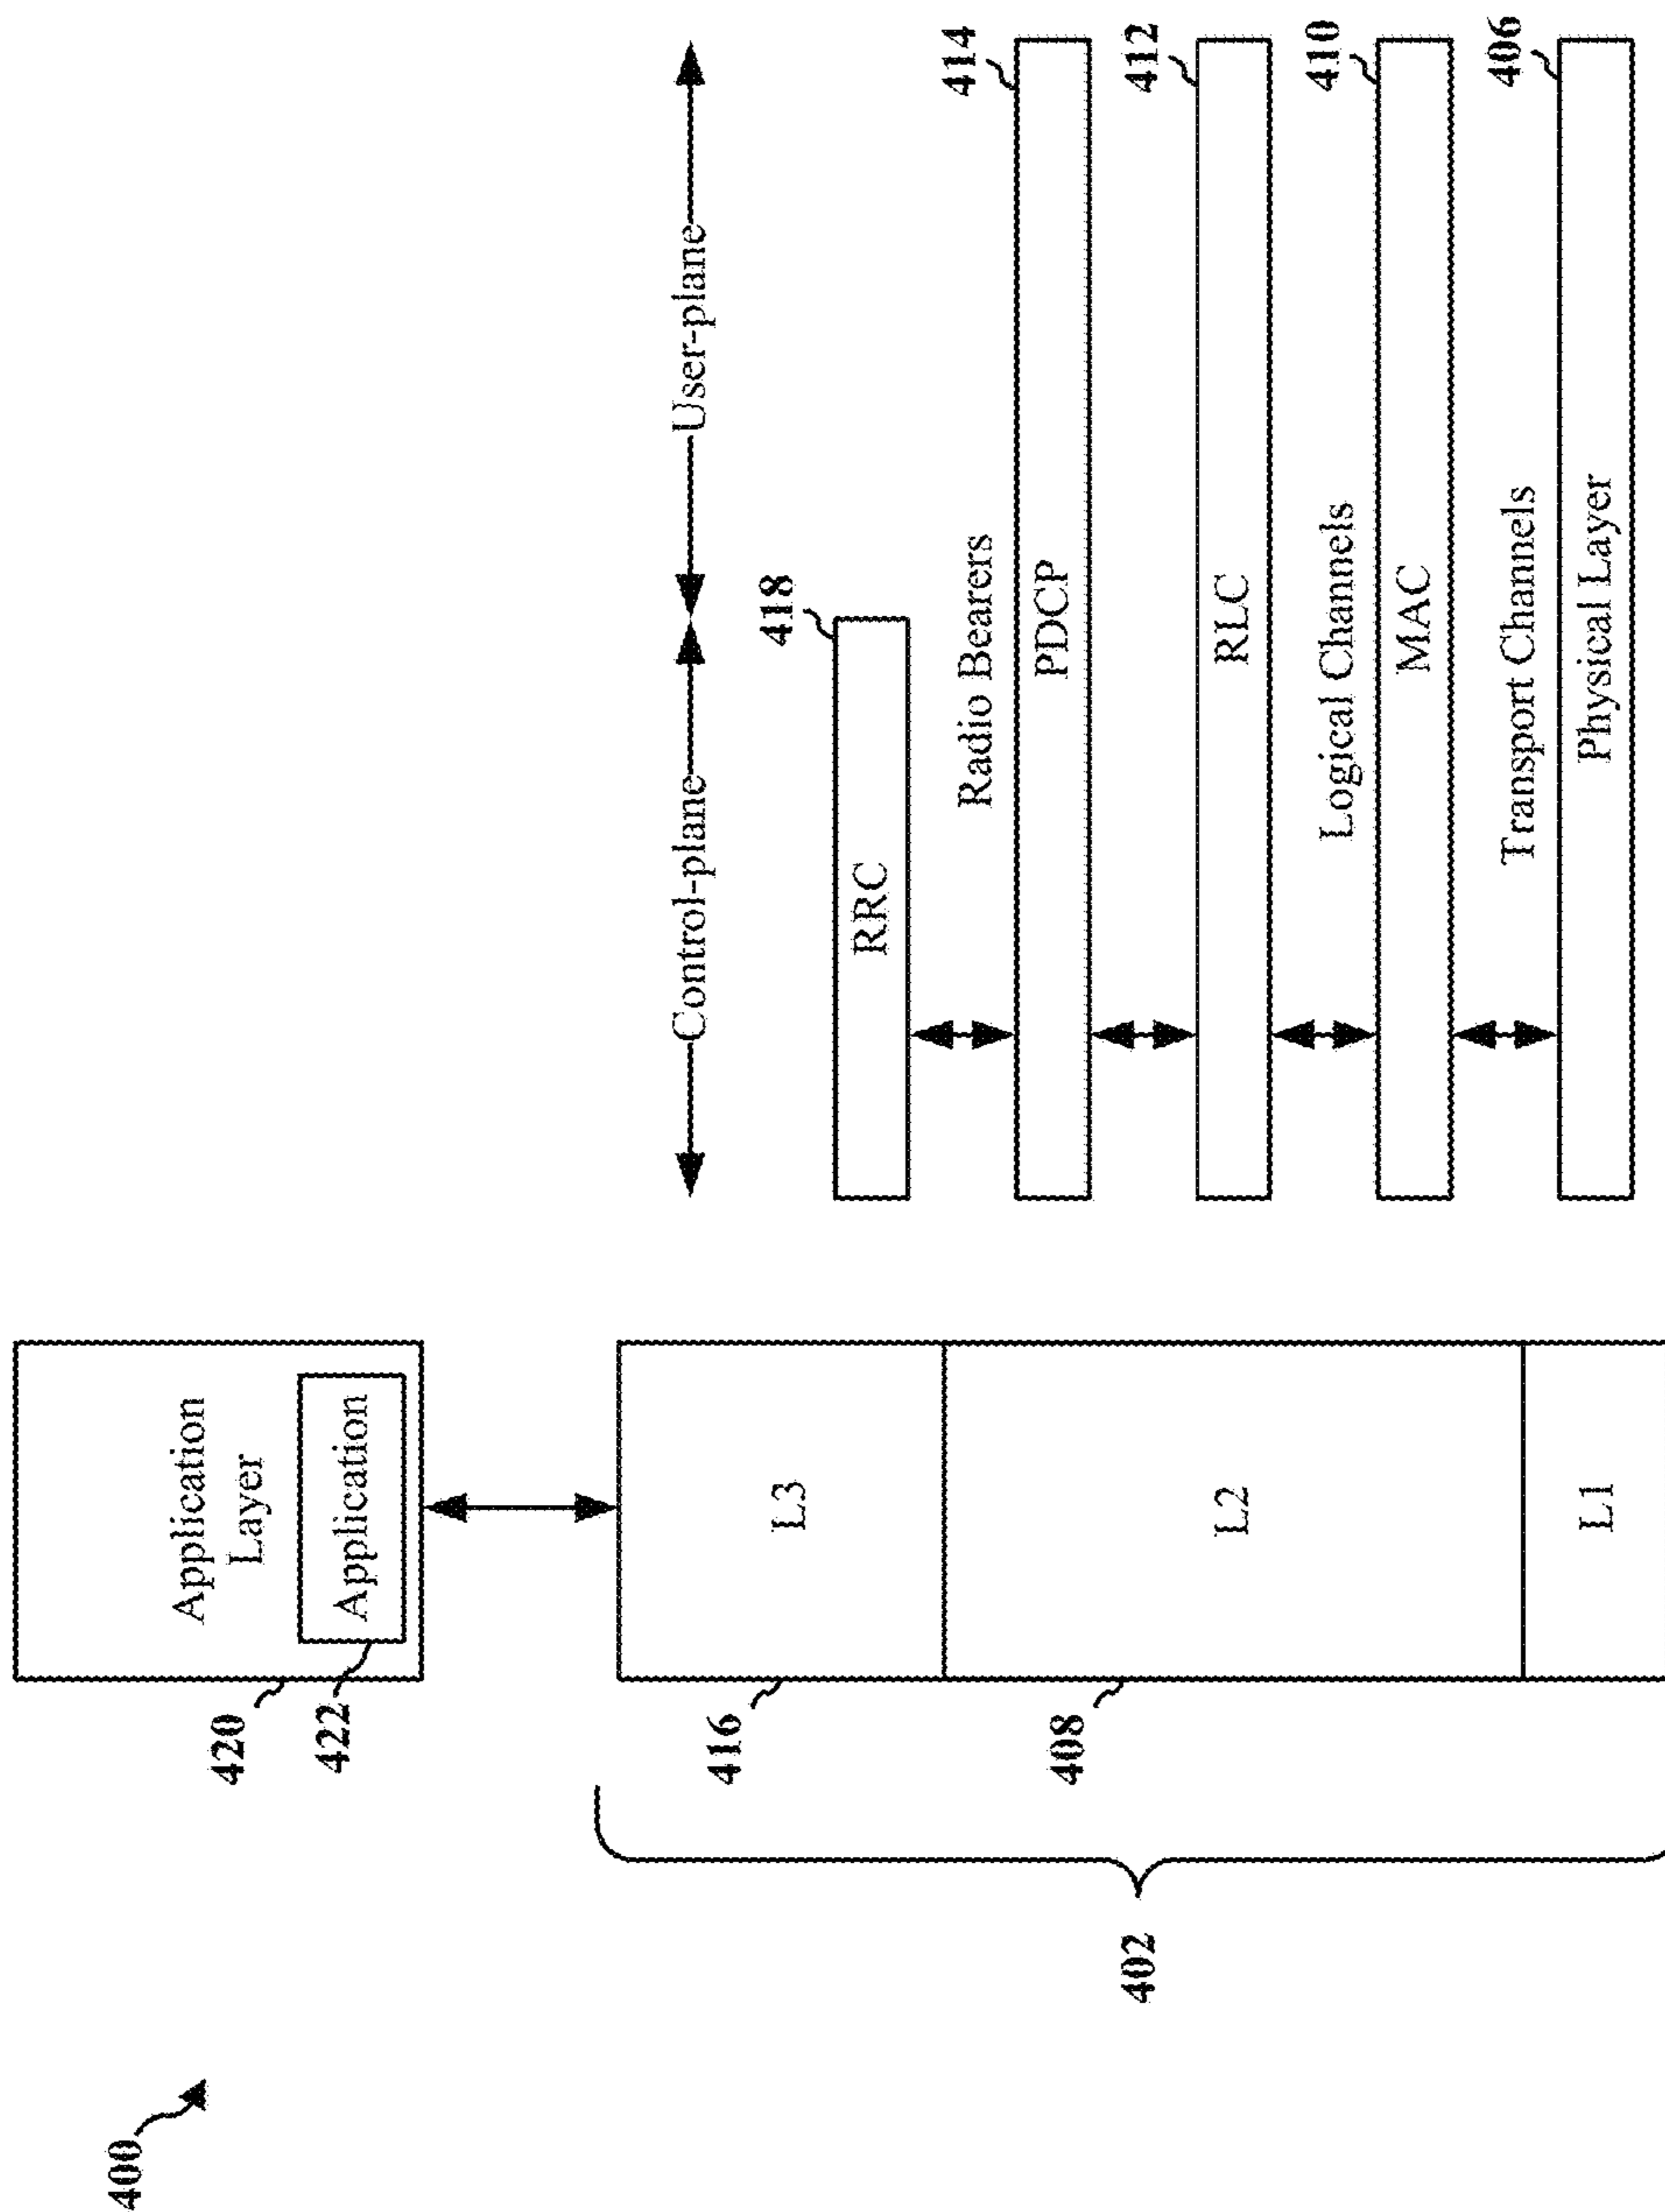 400
402
420
Application
Layer
422
Application
416
L3
408
L2
L1
Control-plane
User-plane
418
RRC
Radio Bearers
414
PDCP
412
RLC
Logical Channels
410
MAC
Transport Channels
406
Physical Layer